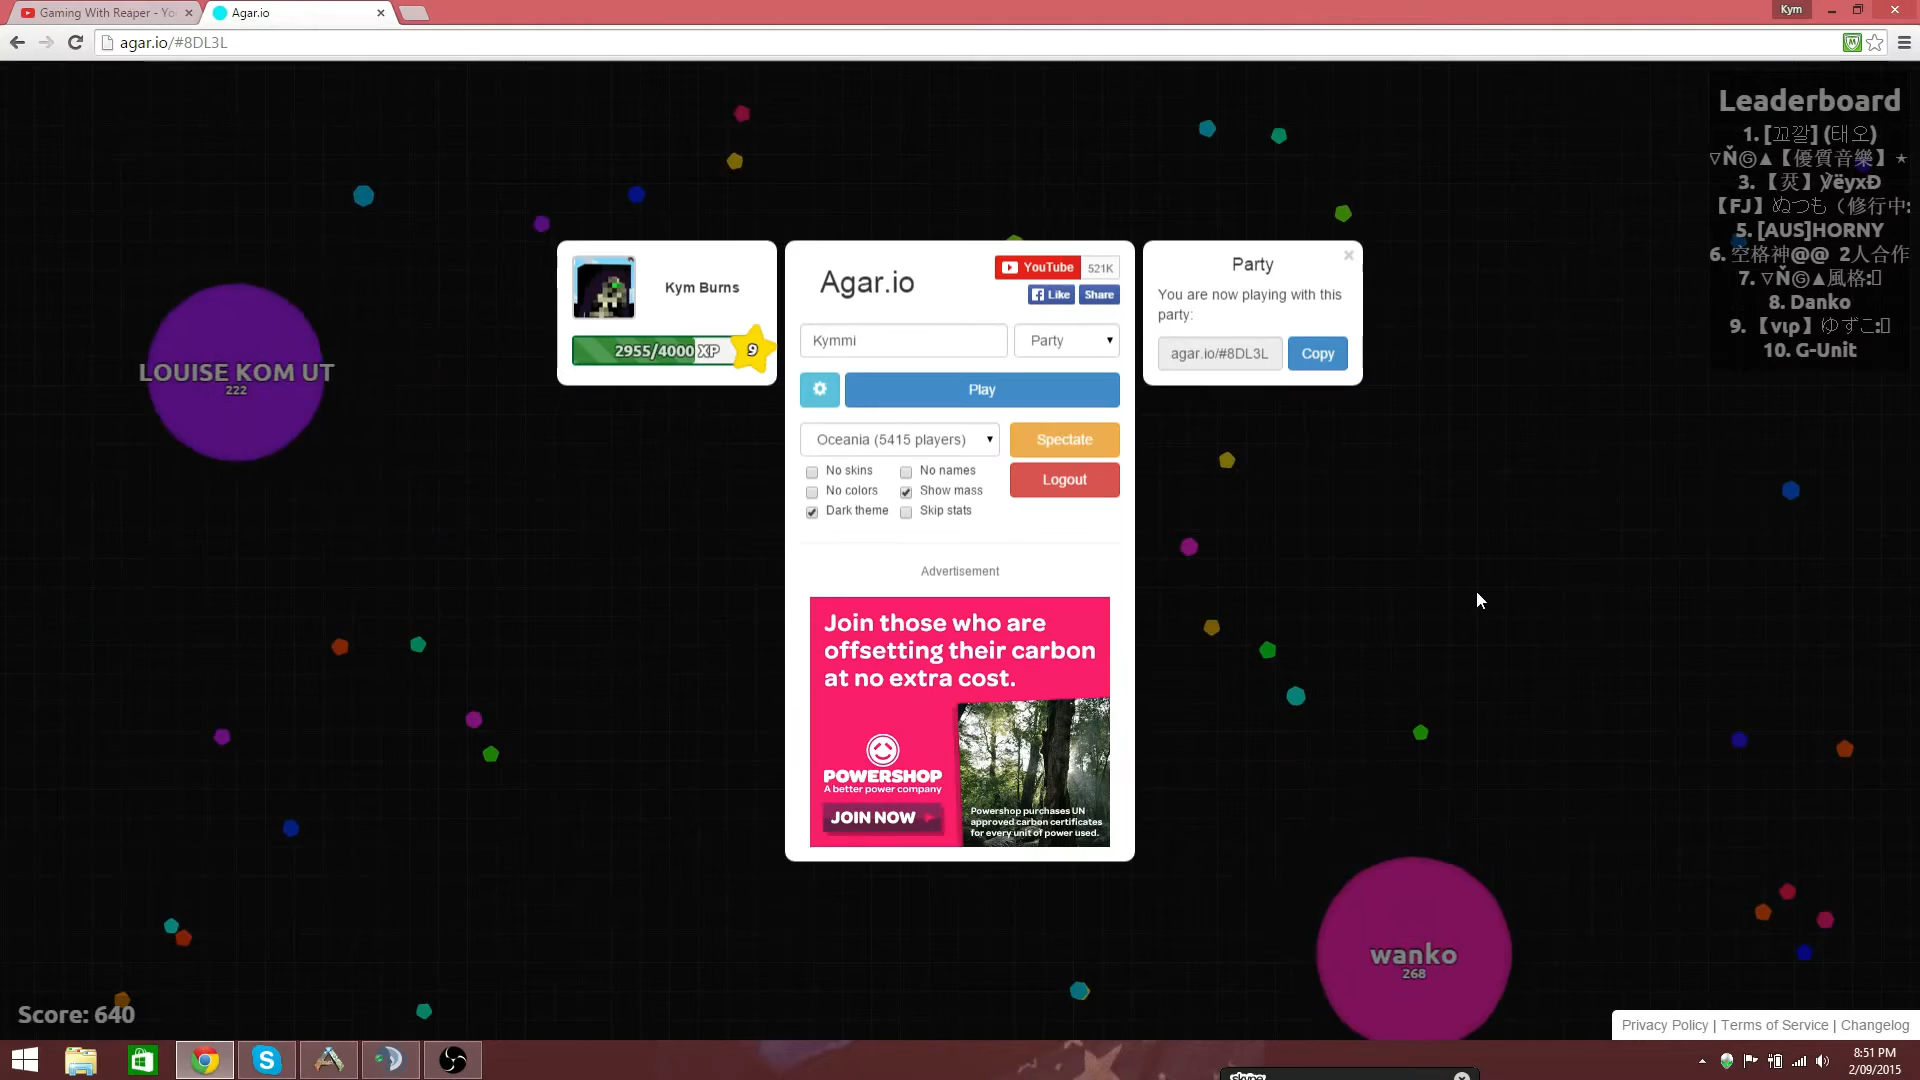 Gaming With Reaper - Yo
Agar.io
Kym
agar.io/#8DL3L
Leaderboard
1. [꼬깔] (태오)
【優質音樂】
3.
【FJ】ぬつも（修行中:
5. [AUS]HORNY
6. 空格神@@ 2人合作
8. Danko
9. 【νιρ】ゆずこ:
10. G-Unit
Kym Burns
2955/4000 XP
9
Agar.io
YouTube 521K
Like Share
Kymmi
Party
Play
Oceania (5415 players)
Spectate
No skins
No names
Logout
No colors
Show mass
Dark theme
Skip stats
Advertisement
Join those who are
offsetting their carbon
at no extra cost.
POWERSHOP
A better power company
JOIN NOW
Powershop purchases UN
approved carbon certificates
for every unit of power used.
Party
You are now playing with this
party:
agar.io/#8DL3L
Copy
LOUISE KOM UT
222
wanko
268
Score: 640
Privacy Policy | Terms of Service | Changelog
skype
8:51 PM
2/09/2015